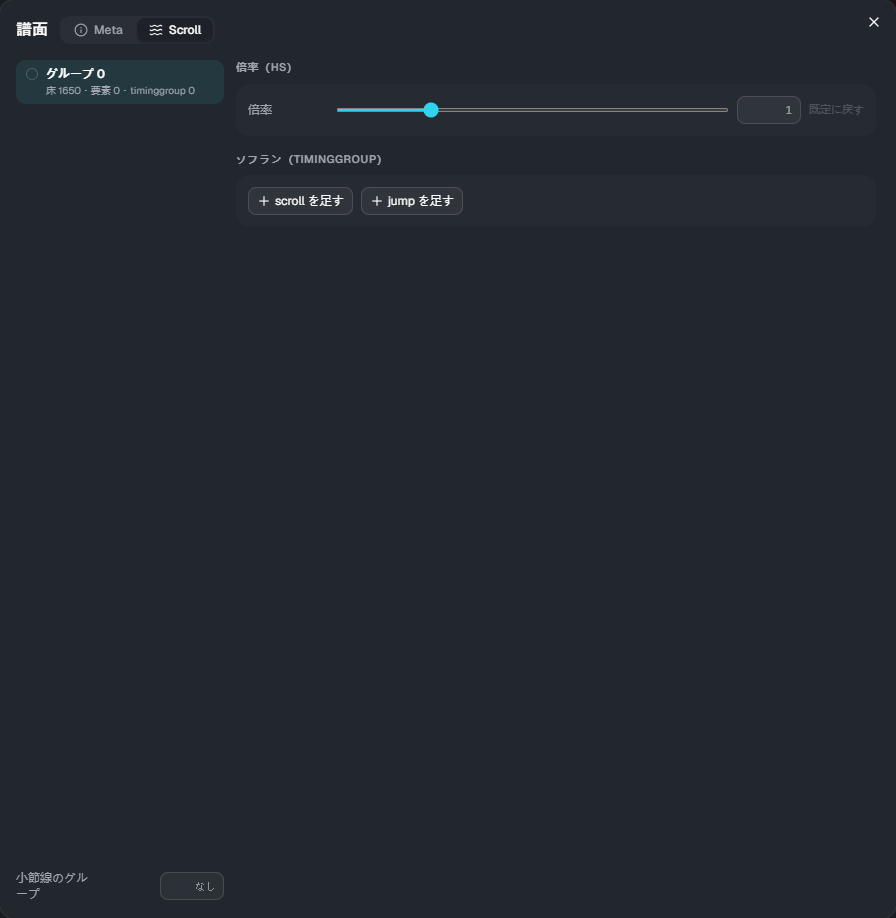 譜面
Meta
Scroll
グループ 0
床 1650 · 要素 0 · timinggroup 0
倍率 (HS)
倍率
1
既定に戻す
ソフラン (TIMINGGROUP)
+ scroll を足す
+ jump を足す
小節線のグル
ープ
なし